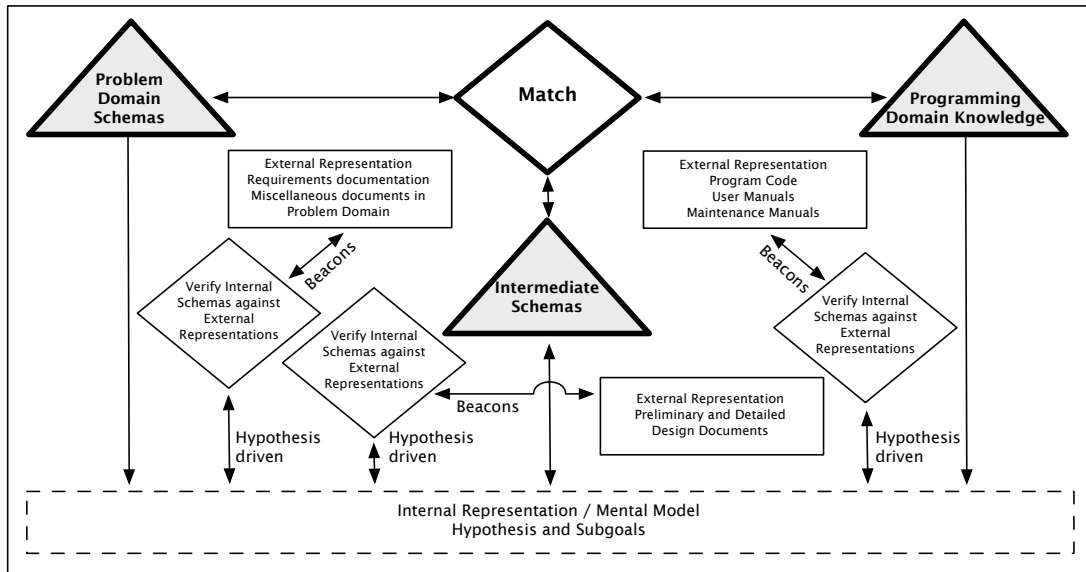 Problem
Domain
Schemas
Match
Programming
Domain Knowledge
External Representation
Requirements documentation
Miscellaneous documents in
Problem Domain
External Representation
Program Code
User Manuals
Maintenance Manuals
Beacons
Beacons
Verify Internal
Schemas against
External
Representations
Verify Internal
Schemas against
External
Representations
Intermediate
Schemas
Verify Internal
Schemas against
External
Representations
Beacons
External Representation
Preliminary and Detailed
Design Documents
Hypothesis
driven
Hypothesis
driven
Hypothesis
driven
Internal Representation / Mental Model
Hypothesis and Subgoals